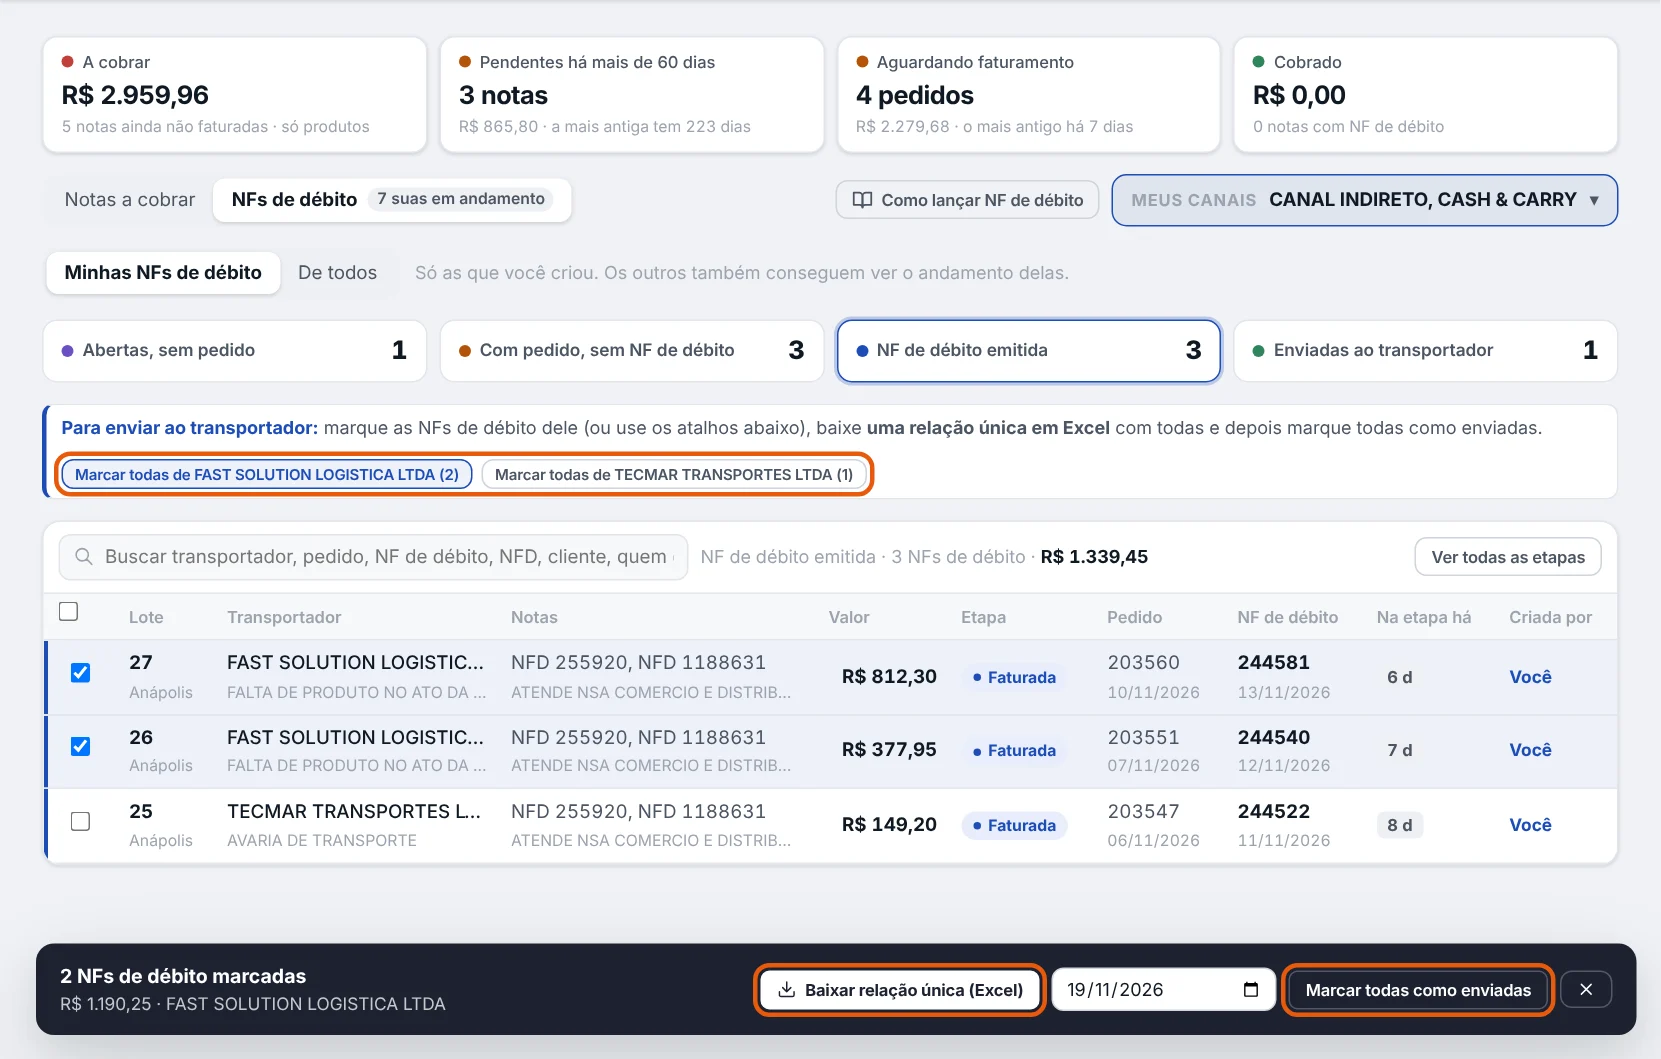 A cobrar
R$ 2.959,96
5 notas ainda não faturadas · só produtos
Pendentes há mais de 60 dias
3 notas
R$ 865,80 · a mais antiga tem 223 dias
Aguardando faturamento
4 pedidos
R$ 2.279,68 · o mais antigo há 7 dias
Cobrado
R$ 0,00
0 notas com NF de débito
Notas a cobrar
NFs de débito 7 suas em andamento
Como lançar NF de débito
MEUS CANAIS CANAL INDIRETO, CASH & CARRY ▼
Minhas NFs de débito
De todos
Só as que você criou. Os outros também conseguem ver o andamento delas.
Abertas, sem pedido 1
Com pedido, sem NF de débito 3
NF de débito emitida 3
Enviadas ao transportador 1
Para enviar ao transportador: marque as NFs de débito dele (ou use os atalhos abaixo), baixe uma relação única em Excel com todas e depois marque todas como enviadas.
Marcar todas de FAST SOLUTION LOGISTICA LTDA (2)
Marcar todas de TECMAR TRANSPORTES LTDA (1)
Buscar transportador, pedido, NF de débito, NFD, cliente, quem
NF de débito emitida · 3 NFs de débito · R$ 1.339,45
Ver todas as etapas
Lote Transportador Notas Valor Etapa Pedido NF de débito Na etapa há Criada por
27 FAST SOLUTION LOGISTIC... NFD 255920, NFD 1188631 R$ 812,30 Faturada 203560 244581 6 d Você
Anápolis FALTA DE PRODUTO NO ATO DA ... ATENDE NSA COMERCIO E DISTRIB... 10/11/2026 13/11/2026
26 FAST SOLUTION LOGISTIC... NFD 255920, NFD 1188631 R$ 377,95 Faturada 203551 244540 7 d Você
Anápolis FALTA DE PRODUTO NO ATO DA ... ATENDE NSA COMERCIO E DISTRIB... 07/11/2026 12/11/2026
25 TECMAR TRANSPORTES L... NFD 255920, NFD 1188631 R$ 149,20 Faturada 203547 244522 8 d Você
Anápolis AVARIA DE TRANSPORTE ATENDE NSA COMERCIO E DISTRIB... 06/11/2026 11/11/2026
2 NFs de débito marcadas
R$ 1.190,25 · FAST SOLUTION LOGISTICA LTDA
Baixar relação única (Excel)
19/11/2026
Marcar todas como enviadas